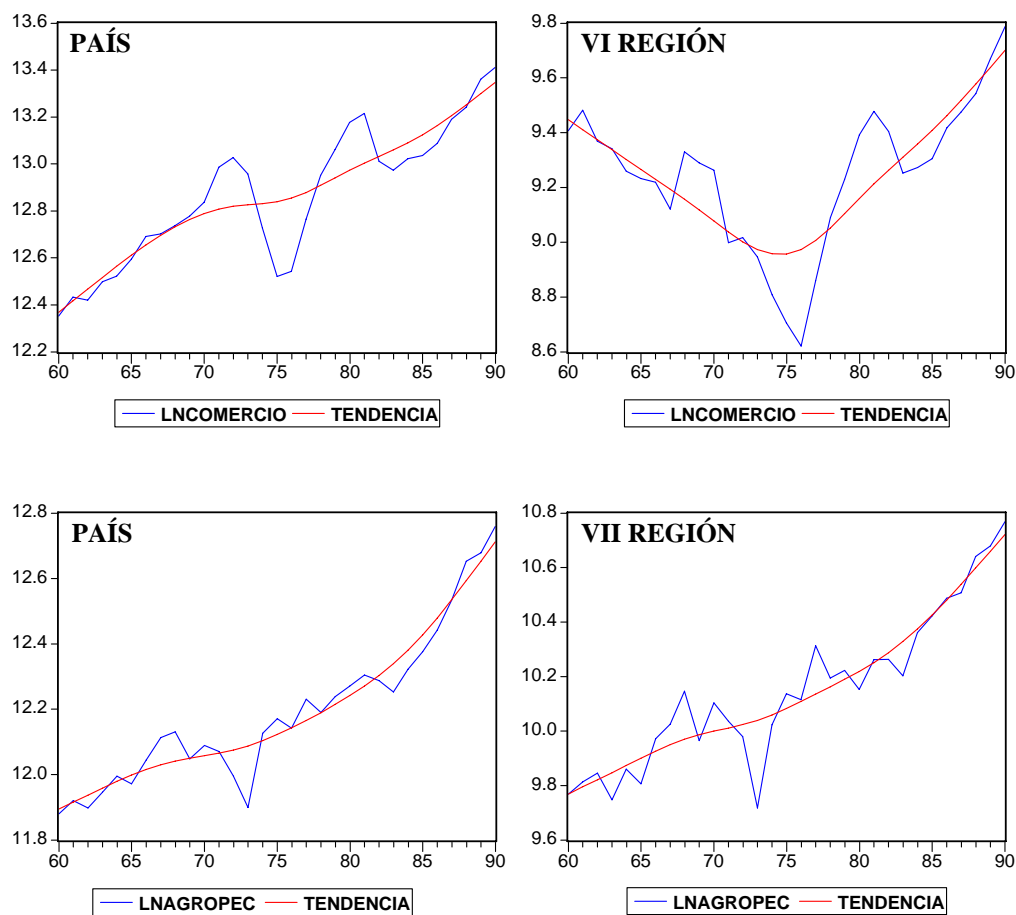 PAÍS
13.6
13.4
13.2
13.0
12.8
12.6
12.4
12.2
60 65 70 75 80 85 90
LNCOMERCIO TENDENCIA
VI REGIÓN
9.8
9.6
9.4
9.2
9.0
8.8
8.6
60 65 70 75 80 85 90
LNCOMERCIO TENDENCIA
PAÍS
12.8
12.6
12.4
12.2
12.0
11.8
60 65 70 75 80 85 90
LNAGROPEC TENDENCIA
VII REGIÓN
10.8
10.6
10.4
10.2
10.0
9.8
9.6
60 65 70 75 80 85 90
LNAGROPEC TENDENCIA